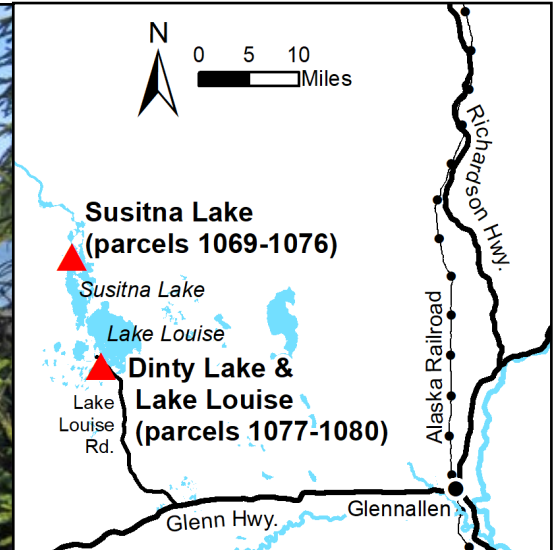 N
0 5 10
Miles
Richardson Hwy.
Susitna Lake
(parcels 1069-1076)
Susitna Lake
Lake Louise
Dinty Lake &
Lake Louise
(parcels 1077-1080)
Lake
Louise
Rd.
Alaska Railroad
Glennallen
Glenn Hwy.